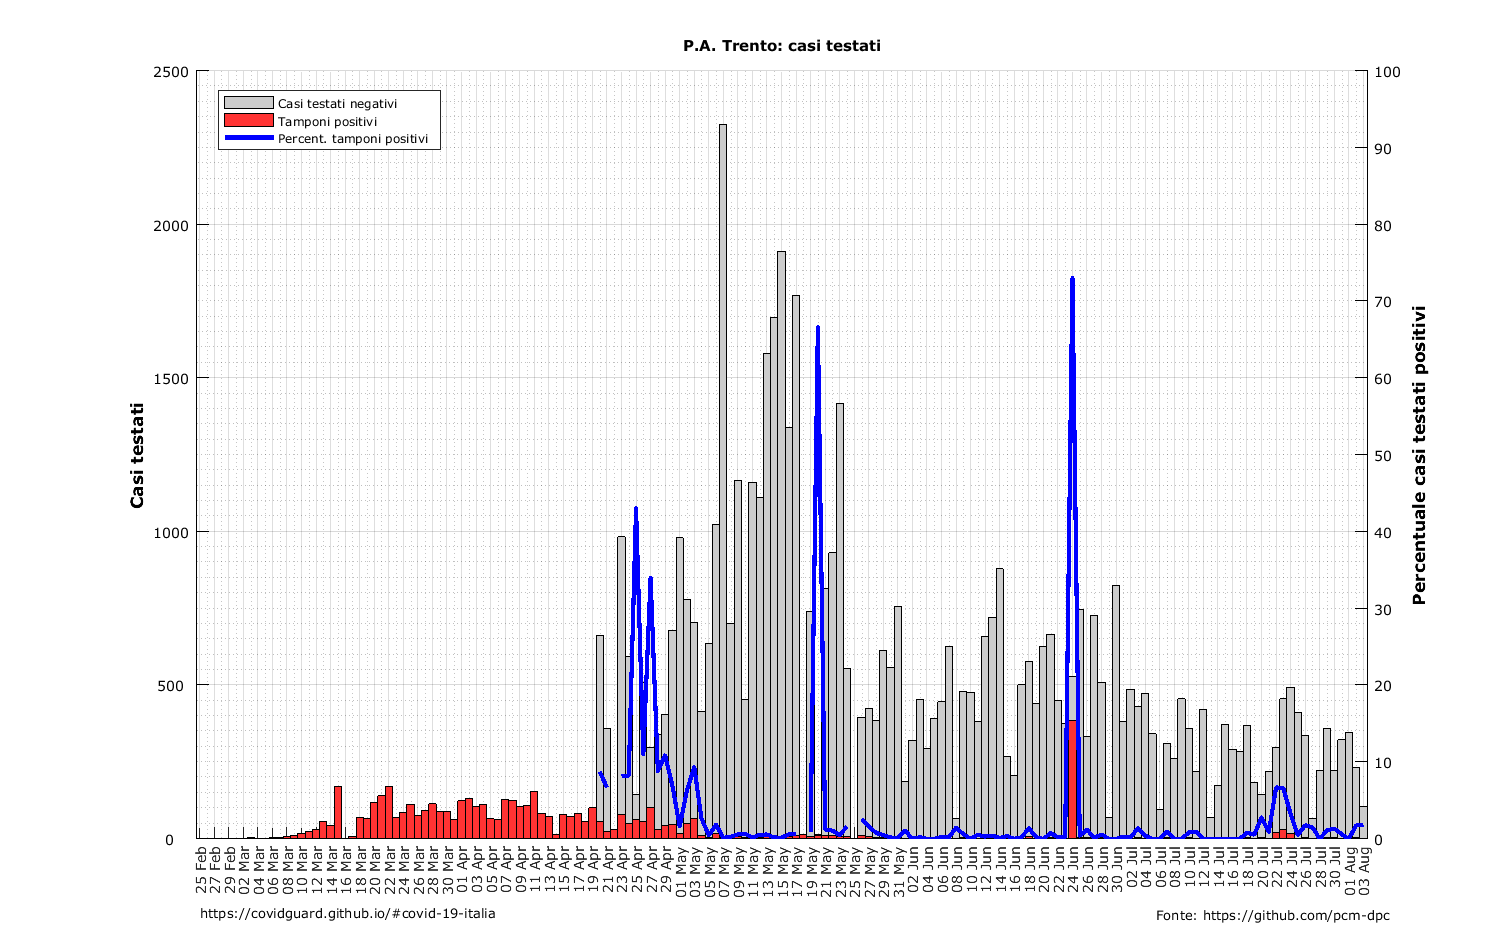 P.A. Trento: casi testati
Casi testati negativi
Tamponi positivi
Percent. tamponi positivi
Casi testati
2500
2000
1500
1000
500
0
Percentuale casi testati positivi
100
90
80
70
60
50
40
30
20
10
0
25 Feb
27 Feb
29 Feb
02 Mar
04 Mar
06 Mar
08 Mar
10 Mar
12 Mar
14 Mar
16 Mar
18 Mar
20 Mar
22 Mar
24 Mar
26 Mar
28 Mar
30 Mar
01 Apr
03 Apr
05 Apr
07 Apr
09 Apr
11 Apr
13 Apr
15 Apr
17 Apr
19 Apr
21 Apr
23 Apr
25 Apr
27 Apr
29 Apr
01 May
03 May
05 May
07 May
09 May
11 May
13 May
15 May
17 May
19 May
21 May
23 May
25 May
27 May
29 May
31 May
02 Jun
04 Jun
06 Jun
08 Jun
10 Jun
12 Jun
14 Jun
16 Jun
18 Jun
20 Jun
22 Jun
24 Jun
26 Jun
28 Jun
30 Jun
02 Jul
04 Jul
06 Jul
08 Jul
10 Jul
12 Jul
14 Jul
16 Jul
18 Jul
20 Jul
22 Jul
24 Jul
26 Jul
28 Jul
30 Jul
01 Aug
03 Aug
https://covidguard.github.io/#covid-19-italia
Fonte: https://github.com/pcm-dpc